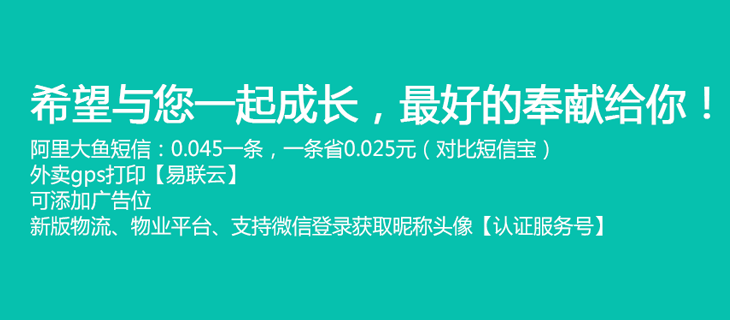 希望与您一起成长，最好的奉献给你！
阿里大鱼短信：0.045一条，一条省0.025元（对比短信宝）
外卖gps打印【易联云】
可添加广告位
新版物流、物业平台、支持微信登录获取昵称头像【认证服务号】